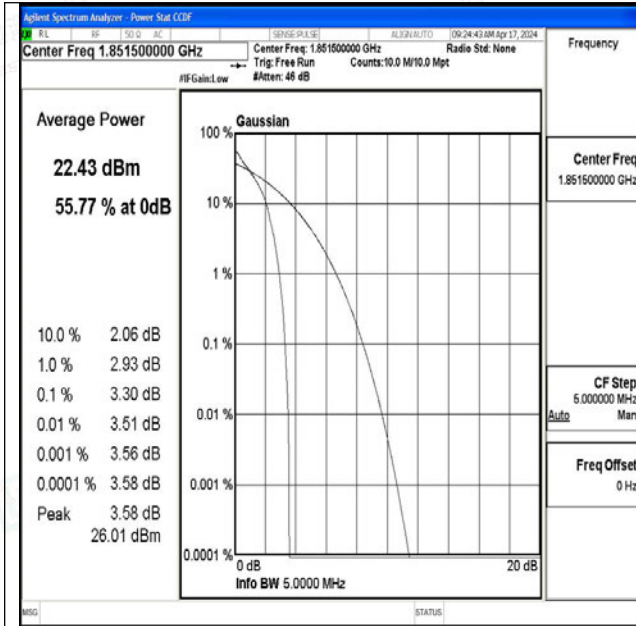 Agilent Spectrum Analyzer - Power Stat CCDF
RL RF 50 Ω AC SENSE:PULSE ALIGN AUTO 09:24:43 AM Apr 17, 2024
Center Freq 1.851500000 GHz
Center Freq: 1.851500000 GHz Radio Std: None
Trig: Free Run Counts:10.0 M/10.0 Mpt
#IFGain:Low #Atten: 46 dB
Frequency
Average Power
22.43 dBm
55.77 % at 0dB
10.0 % 2.06 dB
1.0 % 2.93 dB
0.1 % 3.30 dB
0.01 % 3.51 dB
0.001 % 3.56 dB
0.0001 % 3.58 dB
Peak 3.58 dB
26.01 dBm
Gaussian
100 %
10 %
1 %
0.1 %
0.01 %
0.001 %
0.0001 %
0 dB 20 dB
Info BW 5.0000 MHz
Center Freq
1.851500000 GHz
CF Step
5.000000 MHz
Auto Man
Freq Offset
0 Hz
MSG STATUS